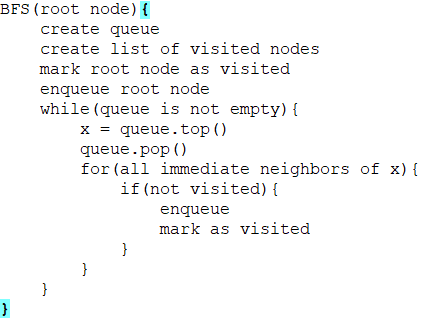 BFS(root node){
    create queue
    create list of visited nodes
    mark root node as visited
    enqueue root node
    while(queue is not empty){
        x = queue.top()
        queue.pop()
        for(all immediate neighbors of x){
            if(not visited){
                enqueue
                mark as visited
            }
        }
    }
}